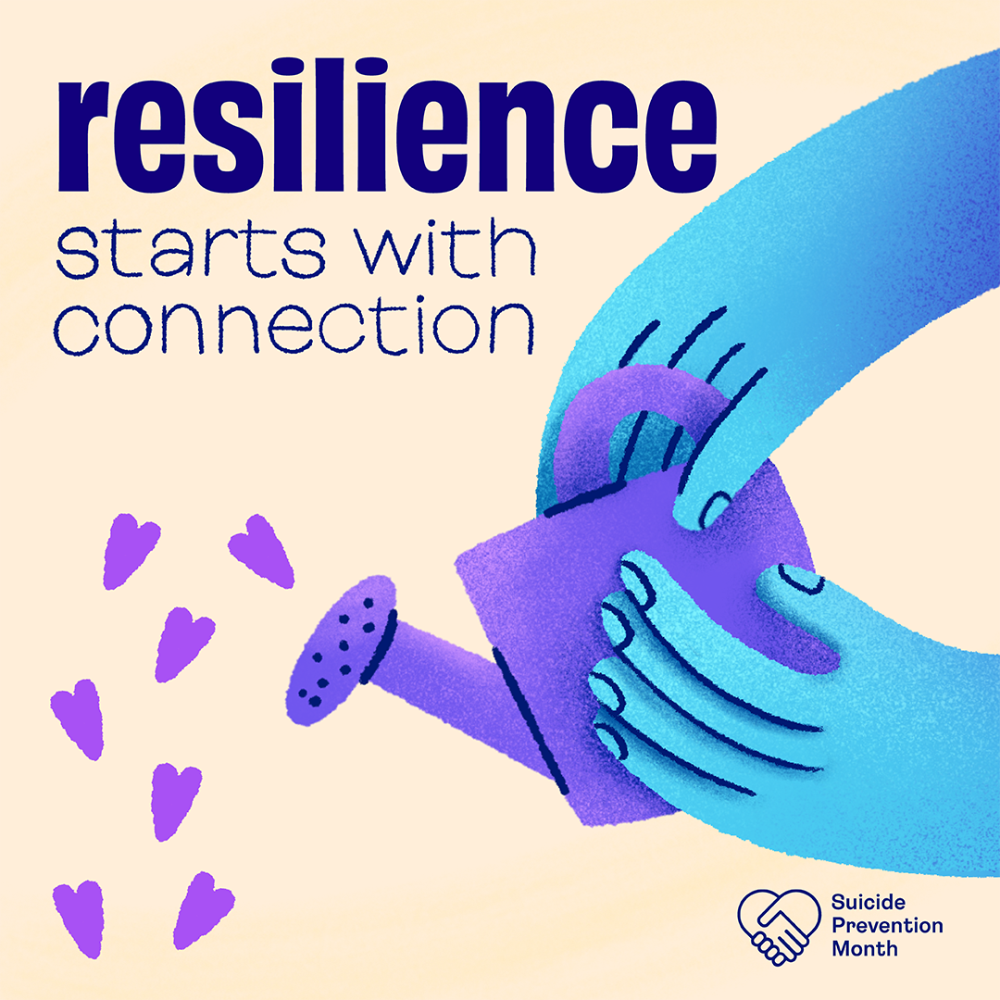 resilience
starts with
connection
Suicide
Prevention
Month